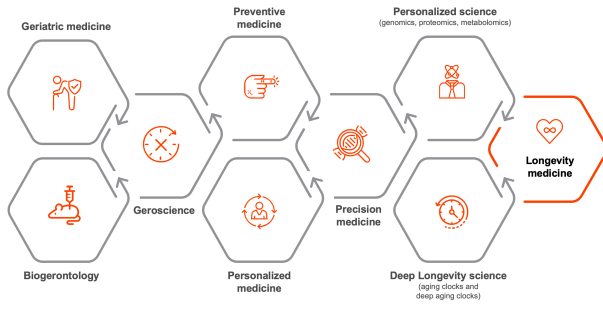 Geriatric medicine
Preventive
medicine
Personalized science
(genomics, proteomics, metabolomics)
Longevity
medicine
Geroscience
Precision
medicine
Biogerontology
Personalized
medicine
Deep Longevity science
(aging clocks and
deep aging clocks)